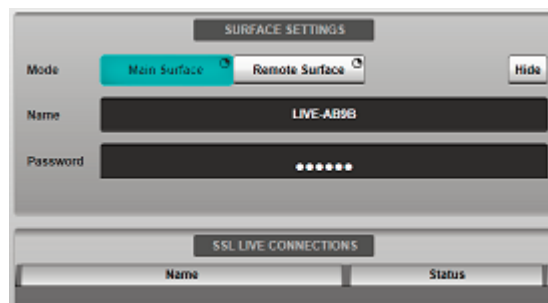 SURFACE SETTINGS
Mode Main Surface Remote Surface Hide
Name LIVE-AB9B
Password ●●●●●●
SSL LIVE CONNECTIONS
Name Status